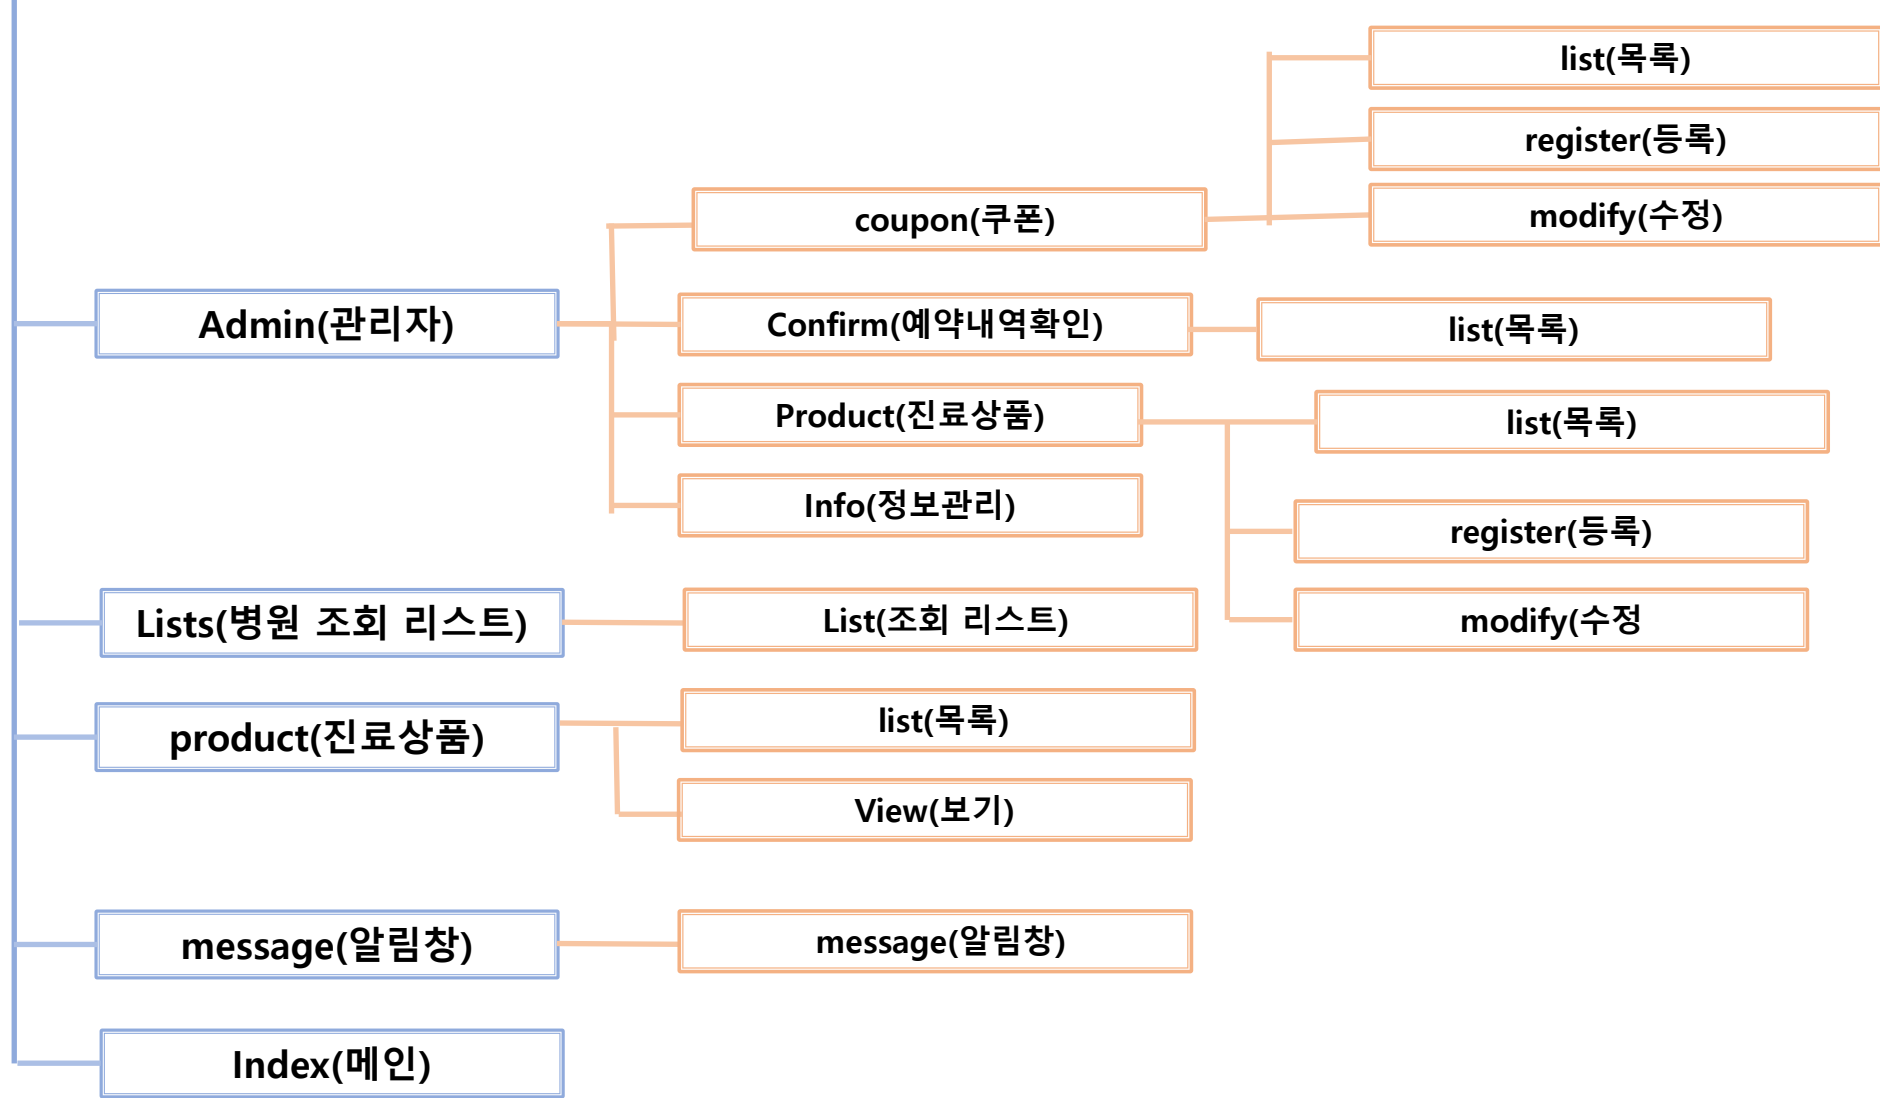 list(목록)
register(등록)
modify(수정)
coupon(쿠폰)
Admin(관리자)
Confirm(예약내역확인)
list(목록)
Product(진료상품)
list(목록)
Info(정보관리)
register(등록)
modify(수정
Lists(병원 조회 리스트)
List(조회 리스트)
product(진료상품)
list(목록)
View(보기)
message(알림창)
message(알림창)
Index(메인)